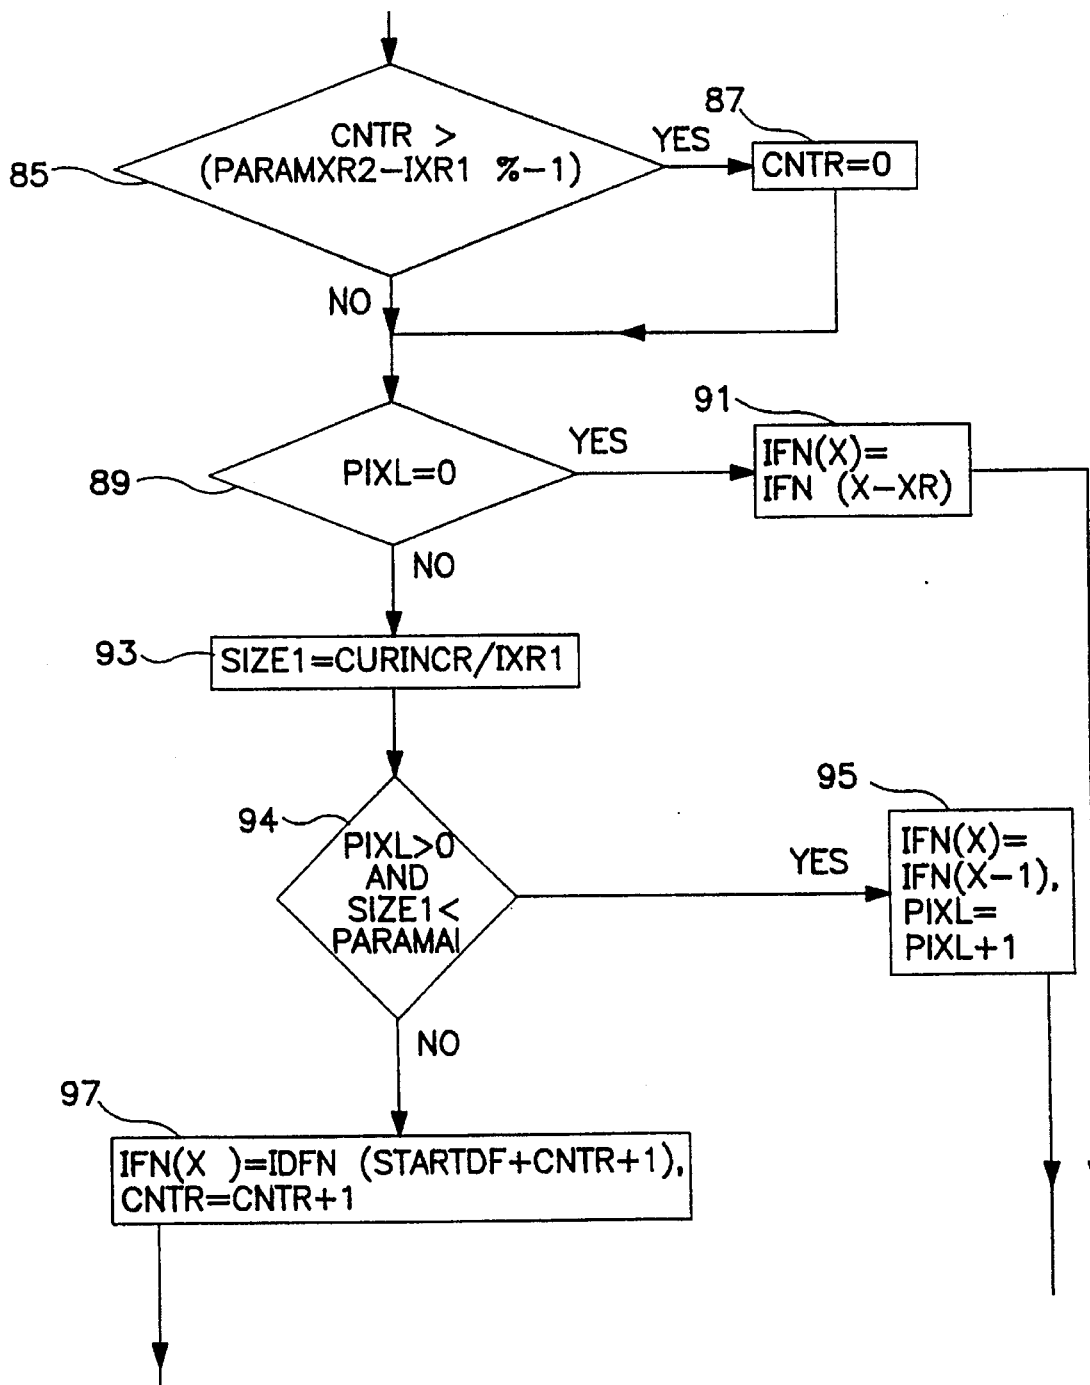 CNTR >
(PARAMXR2-IXR1 %-1)
85
YES
87
CNTR=0
NO
PIXL=0
89
YES
91
IFN(X)=
IFN (X-XR)
NO
93
SIZE1=CURINCR/IXR1
94
PIXL>0
AND
SIZE1<
PARAMAI
YES
95
IFN(X)=
IFN(X-1),
PIXL=
PIXL+1
NO
97
IFN(X )=IDFN (STARTDF+CNTR+1),
CNTR=CNTR+1